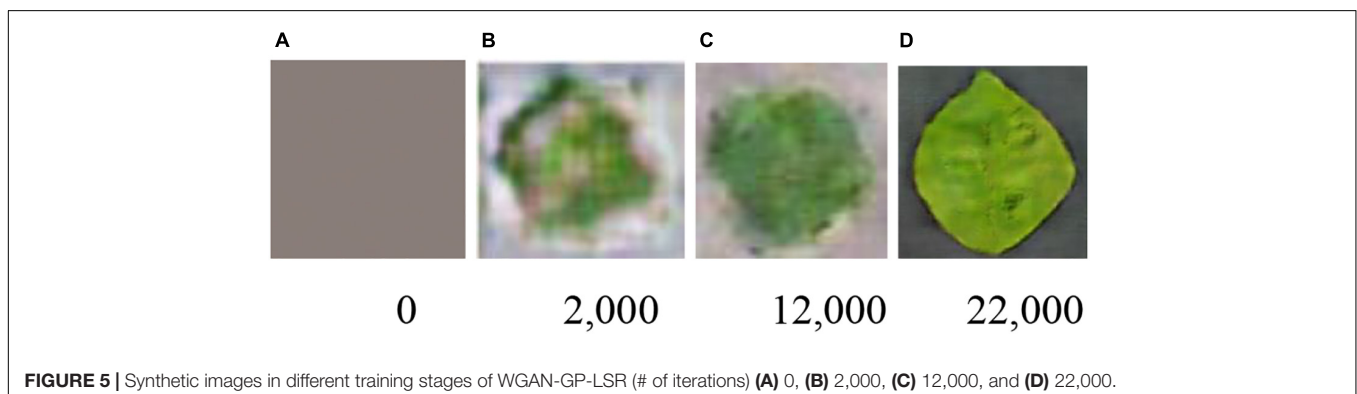 A B C D
0 2,000 12,000 22,000
FIGURE 5 | Synthetic images in different training stages of WGAN-GP-LSR (# of iterations) (A) 0, (B) 2,000, (C) 12,000, and (D) 22,000.